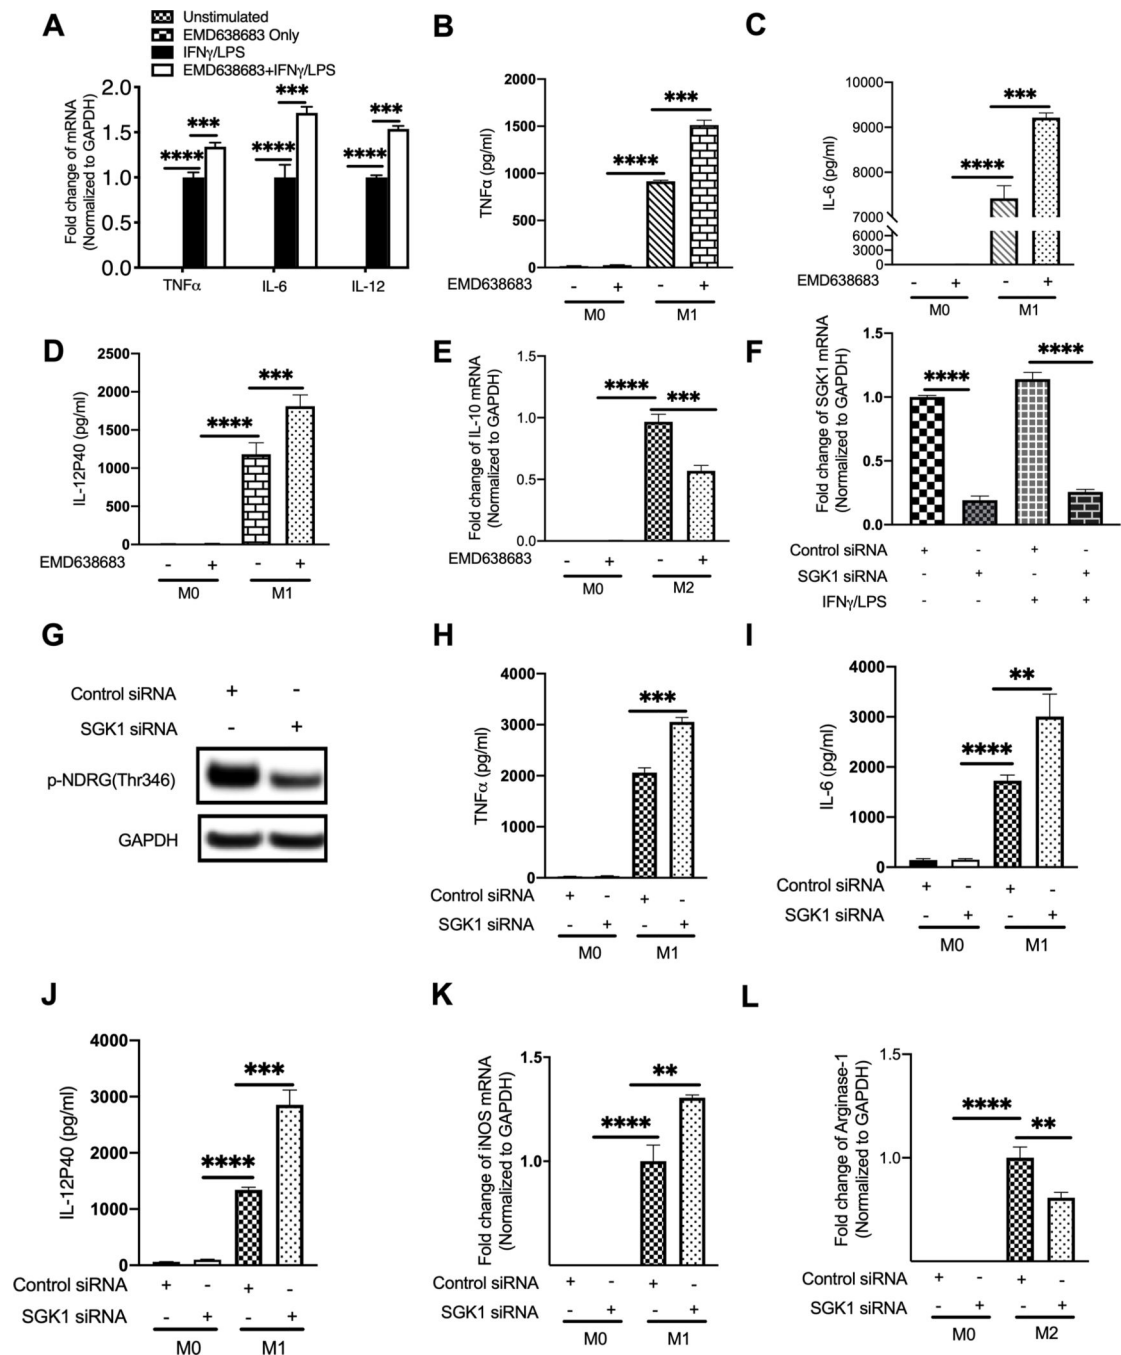 A
Unstimulated
EMD638683 Only
IFNγ/LPS
EMD638683+IFNγ/LPS
Fold change of mRNA
(Normalized to GAPDH)
2.0
1.5
1.0
0.5
0.0
****
***
****
***
****
***
TNFα
IL-6
IL-12
B
TNFα (pg/ml)
2000
1500
1000
500
0
****
***
EMD638683
- + - +
M0 M1
C
IL-6 (pg/ml)
10000
9000
8000
7000
6000
3000
0
****
***
EMD638683
- + - +
M0 M1
D
IL-12P40 (pg/ml)
2500
2000
1500
1000
500
0
****
***
EMD638683
- + - +
M0 M1
E
Fold change of IL-10 mRNA
(Normalized to GAPDH)
1.5
1.0
0.5
0.0
****
***
EMD638683
- + - +
M0 M2
F
Fold change of SGK1 mRNA
(Normalized to GAPDH)
1.5
1.0
0.5
0.0
****
****
Control siRNA + - + -
SGK1 siRNA - + - +
IFNγ/LPS - - + +
G
Control siRNA + -
SGK1 siRNA - +
p-NDRG(Thr346)
GAPDH
H
TNFα (pg/ml)
4000
3000
2000
1000
0
***
Control siRNA + - + -
SGK1 siRNA - + - +
M0 M1
I
IL-6 (pg/ml)
4000
3000
2000
1000
0
****
**
Control siRNA + - + -
SGK1 siRNA - + - +
M0 M1
J
IL-12P40 (pg/ml)
4000
3000
2000
1000
0
****
***
Control siRNA + - + -
SGK1 siRNA - + - +
M0 M1
K
Fold change of iNOS mRNA
(Normalized to GAPDH)
1.5
1.0
****
**
Control siRNA + - + -
SGK1 siRNA - + - +
M0 M1
L
Fold change of Arginase-1
(Normalized to GAPDH)
1.5
1.0
****
**
Control siRNA + - + -
SGK1 siRNA - + - +
M0 M2